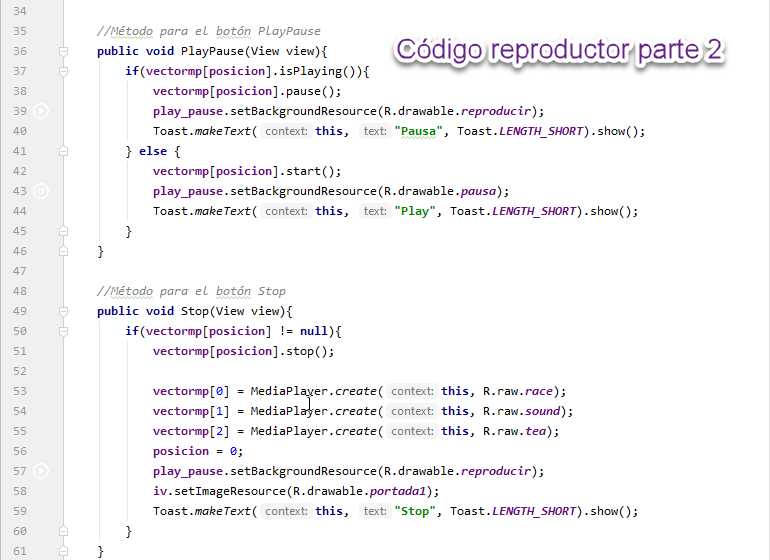 34
35 //Método para el botón PlayPause
Código reproductor parte 2
36 public void PlayPause(View view){
37 if(vectormp[posicion].isPlaying()){
38 vectormp[posicion].pause();
39 play_pause.setBackgroundResource(R.drawable.reproducir);
40 Toast.makeText( context: this, text: "Pausa", Toast.LENGTH_SHORT).show();
41 } else {
42 vectormp[posicion].start();
43 play_pause.setBackgroundResource(R.drawable.pausa);
44 Toast.makeText( context: this, text: "Play", Toast.LENGTH_SHORT).show();
45 }
46 }
47
48 //Método para el botón Stop
49 public void Stop(View view){
50 if(vectormp[posicion] != null){
51 vectormp[posicion].stop();
52
53 vectormp[0] = MediaPlayer.create( context: this, R.raw.race);
54 vectormp[1] = MediaPlayer.create( context: this, R.raw.sound);
55 vectormp[2] = MediaPlayer.create( context: this, R.raw.tea);
56 posicion = 0;
57 play_pause.setBackgroundResource(R.drawable.reproducir);
58 iv.setImageResource(R.drawable.portada1);
59 Toast.makeText( context: this, text: "Stop", Toast.LENGTH_SHORT).show();
60 }
61 }